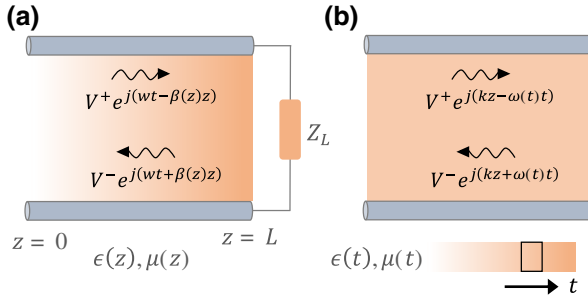 (a)
V⁺e^{j(wt−β(z)z)}
V⁻e^{j(wt+β(z)z)}
Z_L
z = 0
z = L
ϵ(z), μ(z)
(b)
V⁺e^{j(kz−ω(t)t)}
V⁻e^{j(kz+ω(t)t)}
ϵ(t), μ(t)
t